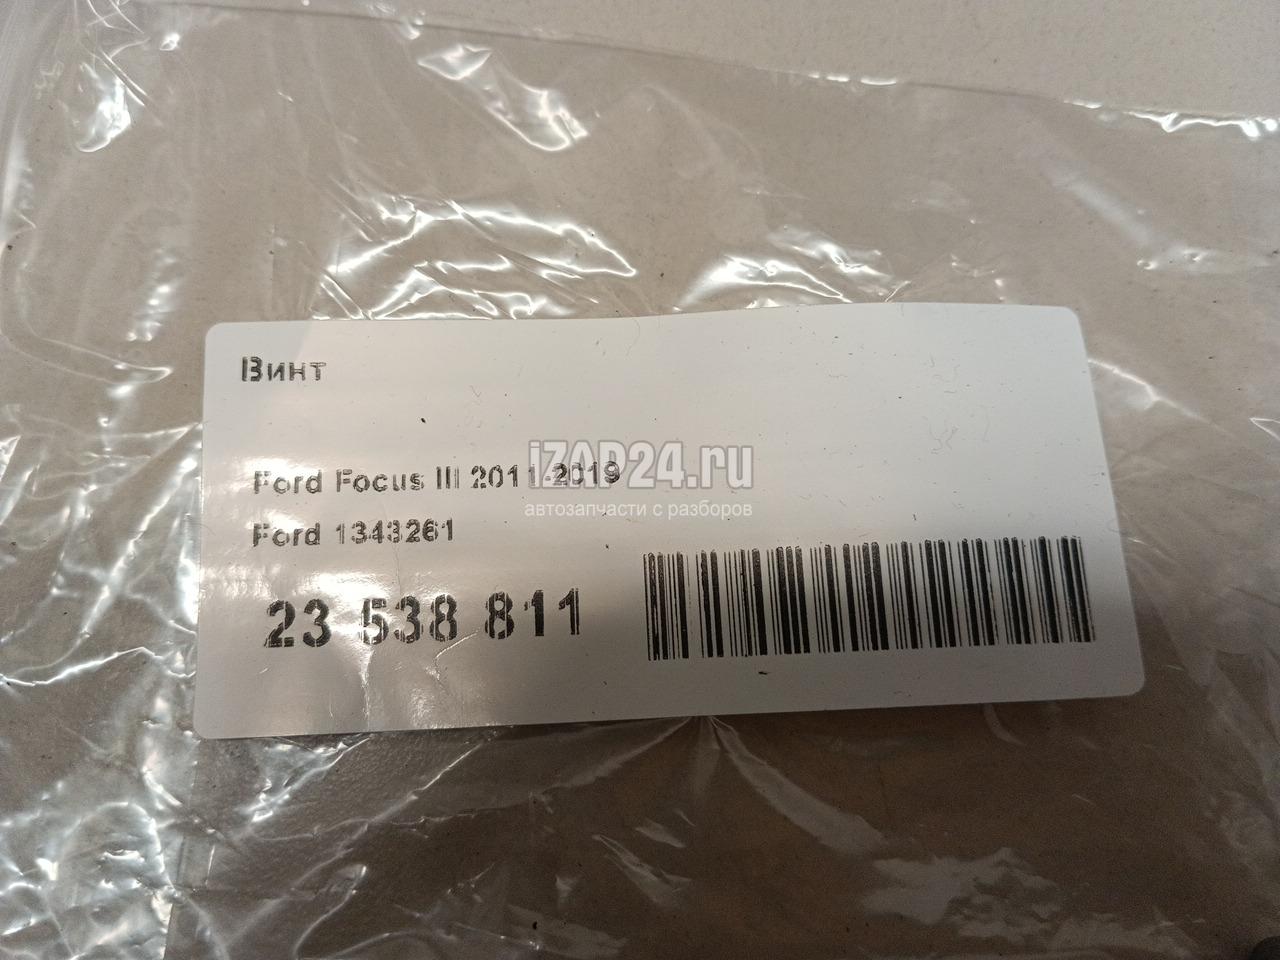 Винт
Ford Focus III 2011-2019
iZAP24.ru
автозапчасти с разборов
Ford 1343261
23 538 811